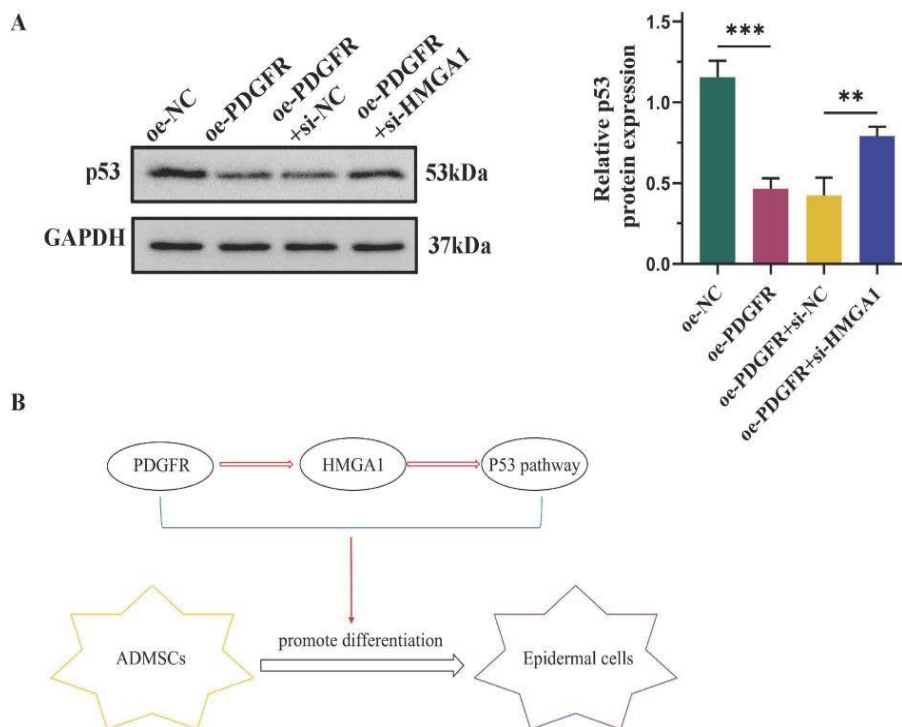 A
oe-NC
oe-PDGFR
oe-PDGFR
+si-NC
oe-PDGFR
+si-HMGA1
p53
53kDa
GAPDH
37kDa
Relative p53
protein expression
1.5
1.0
0.5
0.0
***
**
oe-NC
oe-PDGFR
oe-PDGFR+si-NC
oe-PDGFR+si-HMGA1
B
PDGFR
HMGA1
P53 pathway
ADMSCs
promote differentiation
Epidermal cells